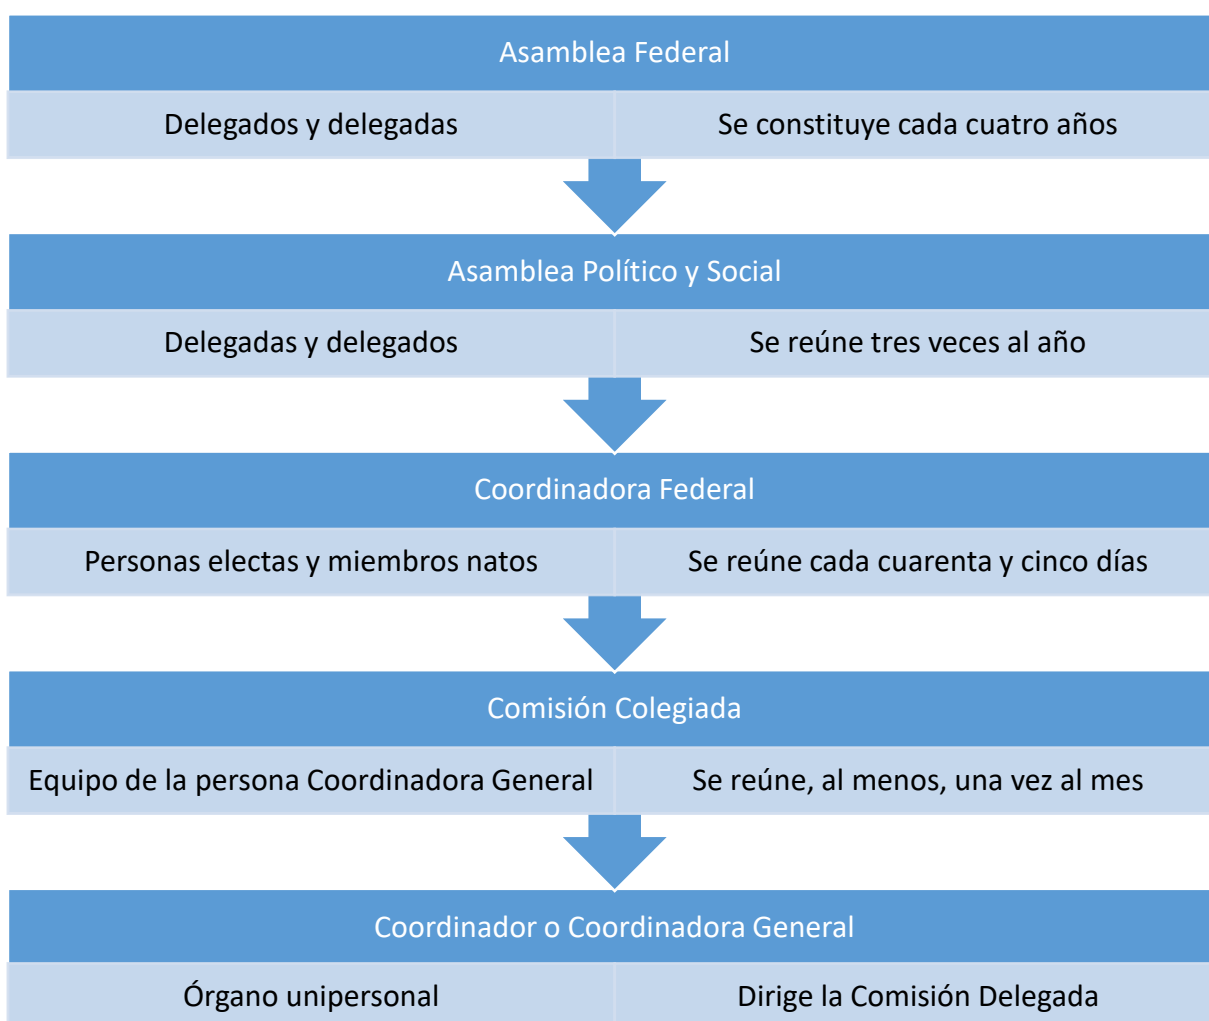 Asamblea Federal
Delegados y delegadas
Se constituye cada cuatro años
Asamblea Político y Social
Delegadas y delegados
Se reúne tres veces al año
Coordinadora Federal
Personas electas y miembros natos
Se reúne cada cuarenta y cinco días
Comisión Colegiada
Equipo de la persona Coordinadora General
Se reúne, al menos, una vez al mes
Coordinador o Coordinadora General
Órgano unipersonal
Dirige la Comisión Delegada